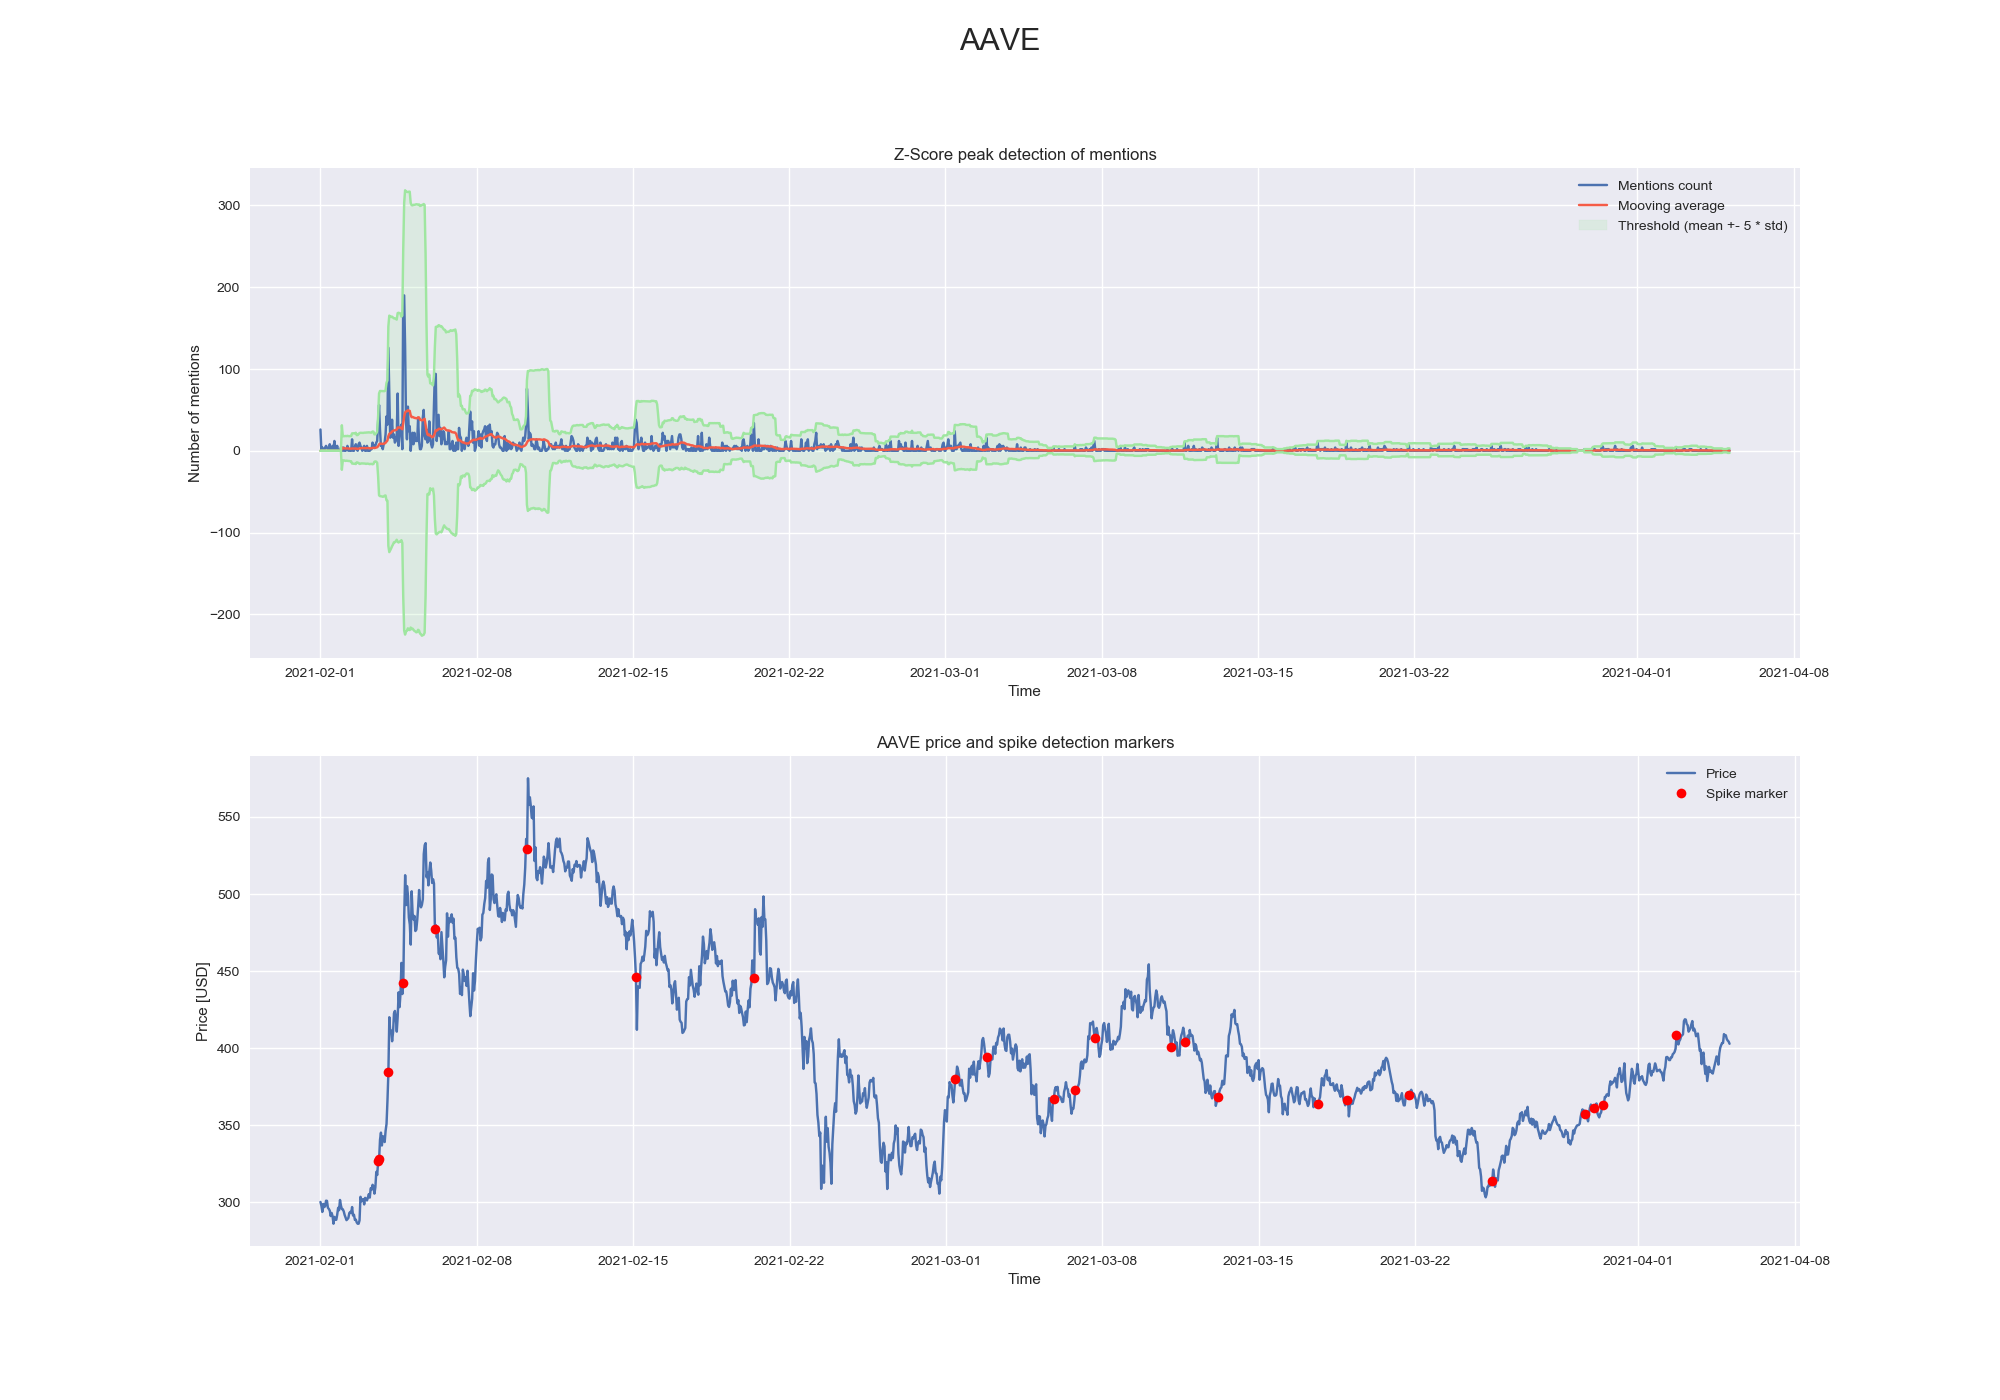 AAVE
Z-Score peak detection of mentions
Mentions count
Mooving average
Threshold (mean +- 5 * std)
Number of mentions
300
200
100
0
−100
−200
2021-02-01 2021-02-08 2021-02-15 2021-02-22 2021-03-01 2021-03-08 2021-03-15 2021-03-22 2021-04-01 2021-04-08
Time
AAVE price and spike detection markers
Price
Spike marker
Price [USD]
550
500
450
400
350
300
2021-02-01 2021-02-08 2021-02-15 2021-02-22 2021-03-01 2021-03-08 2021-03-15 2021-03-22 2021-04-01 2021-04-08
Time